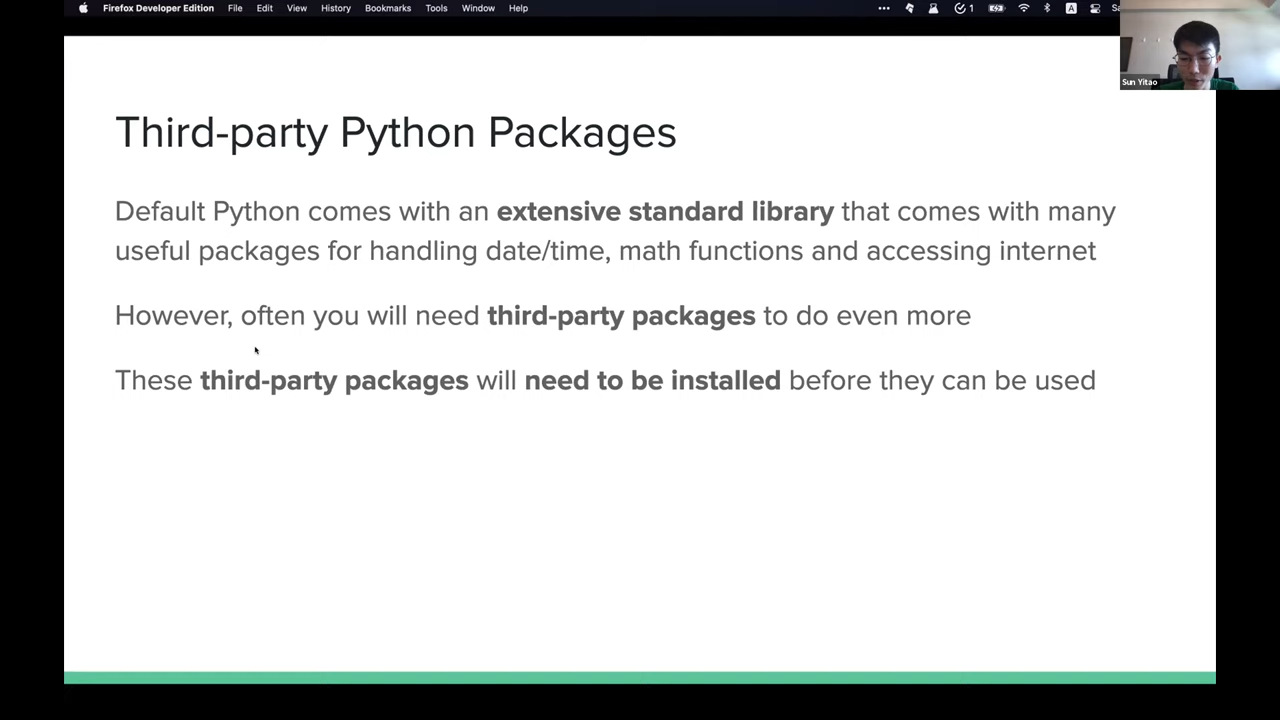 Firefox Developer Edition File Edit View History Bookmarks Tools Window Help
1 A
Sun Yitao
Third-party Python Packages
Default Python comes with an extensive standard library that comes with many
useful packages for handling date/time, math functions and accessing internet
However, often you will need third-party packages to do even more
These third-party packages will need to be installed before they can be used